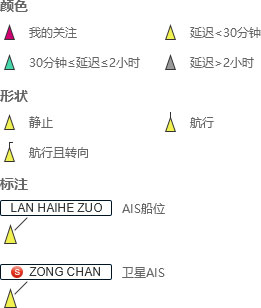 颜色
我的关注 延迟<30分钟
30分钟≤延迟≤2小时 延迟>2小时
形状
静止 航行
航行且转向
标注
LAN HAIHE ZUO AIS船位
S ZONG CHAN 卫星AIS